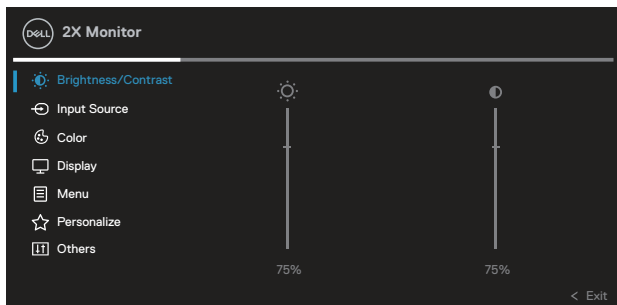 DELL 2X Monitor
Brightness/Contrast
Input Source
Color
Display
Menu
Personalize
Others
75% 75%
< Exit